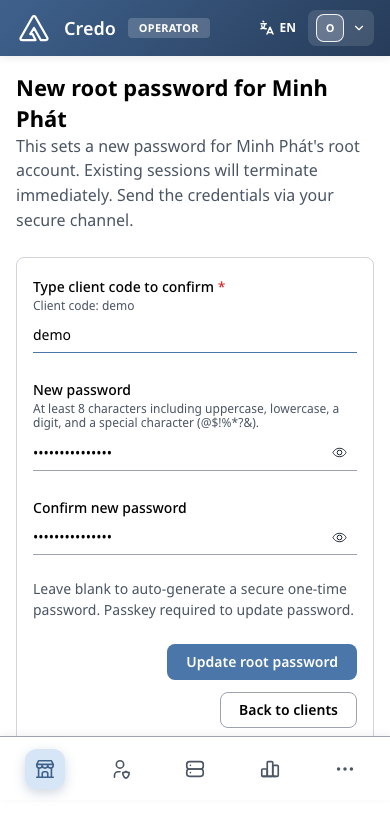 Credo
OPERATOR
EN
O
New root password for Minh
Phát
This sets a new password for Minh Phát's root
account. Existing sessions will terminate
immediately. Send the credentials via your
secure channel.
Type client code to confirm *
Client code: demo
demo
New password
At least 8 characters including uppercase, lowercase, a
digit, and a special character (@$!%*?&).
•••••••••••••••
Confirm new password
•••••••••••••••
Leave blank to auto-generate a secure one-time
password. Passkey required to update password.
Update root password
Back to clients